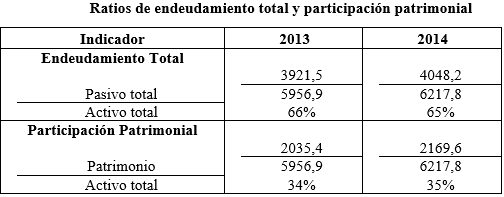 Ratios de endeudamiento total y participación patrimonial
Indicador 2013 2014
Endeudamiento Total
3921,5 4048,2
Pasivo total 5956,9 6217,8
Activo total 66% 65%
Participación Patrimonial
2035,4 2169,6
Patrimonio 5956,9 6217,8
Activo total 34% 35%